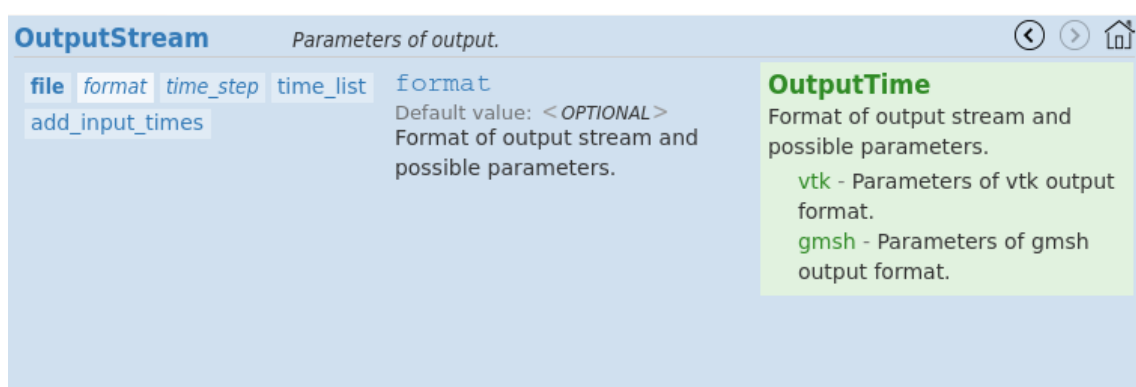 OutputStream Parameters of output.
file format time_step time_list
add_input_times
format
Default value: <OPTIONAL>
Format of output stream and
possible parameters.
OutputTime
Format of output stream and
possible parameters.
vtk - Parameters of vtk output
format.
gmsh - Parameters of gmsh
output format.